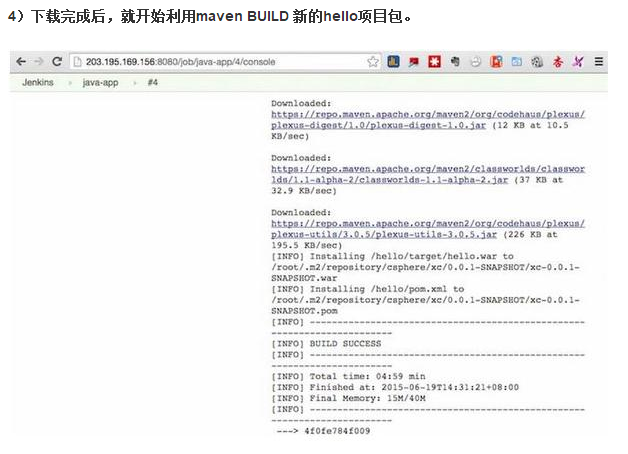 4）下载完成后，就开始利用maven BUILD 新的hello项目包。
203.195.169.156:8080/job/java-app/4/console
Jenkins java-app #4
Downloaded:
https://repo.maven.apache.org/maven2/org/codehaus/plexus/
plexus-digest/1.0/plexus-digest-1.0.jar (12 KB at 10.5
KB/sec)
Downloaded:
https://repo.maven.apache.org/maven2/classworlds/classwor
lds/1.1-alpha-2/classworlds-1.1-alpha-2.jar (37 KB at
32.9 KB/sec)
Downloaded:
https://repo.maven.apache.org/maven2/org/codehaus/plexus/
plexus-utils/3.0.5/plexus-utils-3.0.5.jar (226 KB at
195.5 KB/sec)
[INFO] Installing /hello/target/hello.war to
/root/.m2/repository/csphere/xc/0.0.1-SNAPSHOT/xc-0.0.1-
SNAPSHOT.war
[INFO] Installing /hello/pom.xml to
/root/.m2/repository/csphere/xc/0.0.1-SNAPSHOT/xc-0.0.1-
SNAPSHOT.pom
[INFO] ---------------------------------------------------
---------------------
[INFO] BUILD SUCCESS
[INFO] ---------------------------------------------------
---------------------
[INFO] Total time: 04:59 min
[INFO] Finished at: 2015-06-19T14:31:21+08:00
[INFO] Final Memory: 15M/40M
[INFO] ---------------------------------------------------
---------------------
---> 4f0fe784f009